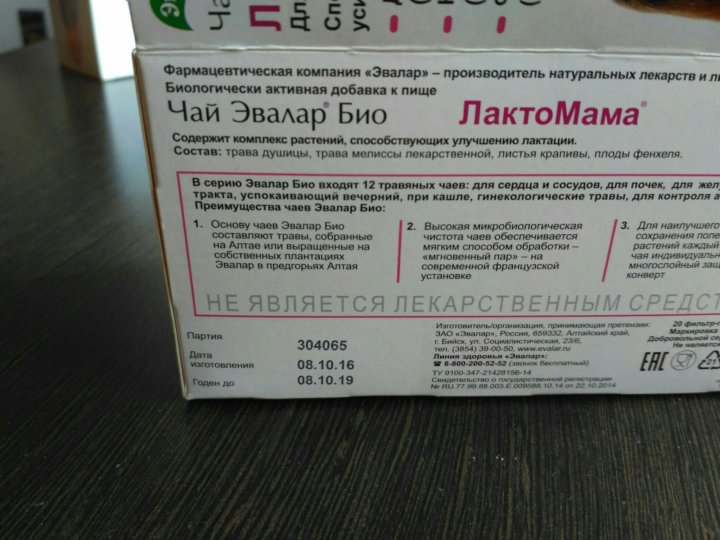 Фармацевтическая компания «Эвалар» – производитель натуральных лекарств и
Биологически активная добавка к пище
Чай Эвалар® Био
ЛактоМама®
Содержит комплекс растений, способствующих улучшению лактации.
Состав: трава душицы, трава мелиссы лекарственной, листья крапивы, плоды фенхеля.
В серию Эвалар Био входят 12 травяных чаев: для сердца и сосудов, для почек, для
тракта, успокаивающий вечерний, при кашле, гинекологические травы, для контроля
Преимущества чаев Эвалар Био:
1. Основу чаев Эвалар Био
составляют травы, собранные
на Алтае или выращенные на
собственных плантациях
Эвалар в предгорьях Алтая
2. Высокая микробиологическая
чистота чаев обеспечивается
мягким способом обработки –
«мгновенный пар» – на
современной французской
установке
3. Для наилучшего
сохранения
растений каждый
чая
многослойный
конверт
НЕ ЯВЛЯЕТСЯ ЛЕКАРСТВЕННЫМ
Партия
304065
Дата
изготовления
08.10.16
Годен до
08.10.19
Изготовитель/организация, принимающая претензии:
ЗАО «Эвалар», Россия, 659332, Алтайский край,
г. Бийск, ул. Социалистическая, 23/6,
тел. (3854) 39-00-50, www.evalar.ru
Линия здоровья «Эвалар»:
☎ 8-800-200-52-52 (звонок бесплатный)
ТУ 9100-347-21428156-14
Свидетельство о государственной регистрации
№ RU.77.99.88.003.Е.009588.10.14 от 22.10.2014
20
Маркировка
Добровольной
Не
ЕАС
21